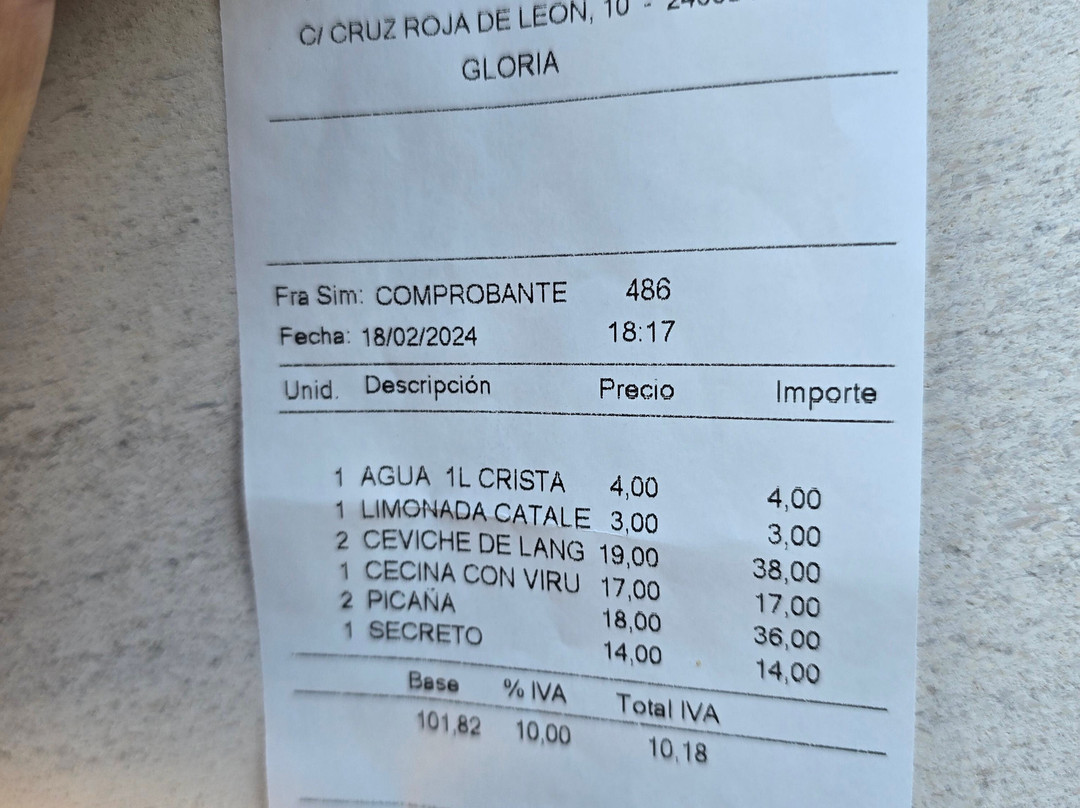 C/ CRUZ ROJA DE LEON, 10 -
GLORIA
Fra Sim: COMPROBANTE 486
Fecha: 18/02/2024 18:17
Unid. Descripción Precio Importe
1 AGUA 1L CRISTA 4,00 4,00
1 LIMONADA CATALE 3,00 3,00
2 CEVICHE DE LANG 19,00 38,00
1 CECINA CON VIRU 17,00 17,00
2 PICAÑA 18,00 36,00
1 SECRETO 14,00 14,00
Base % IVA Total IVA
101,82 10,00 10,18